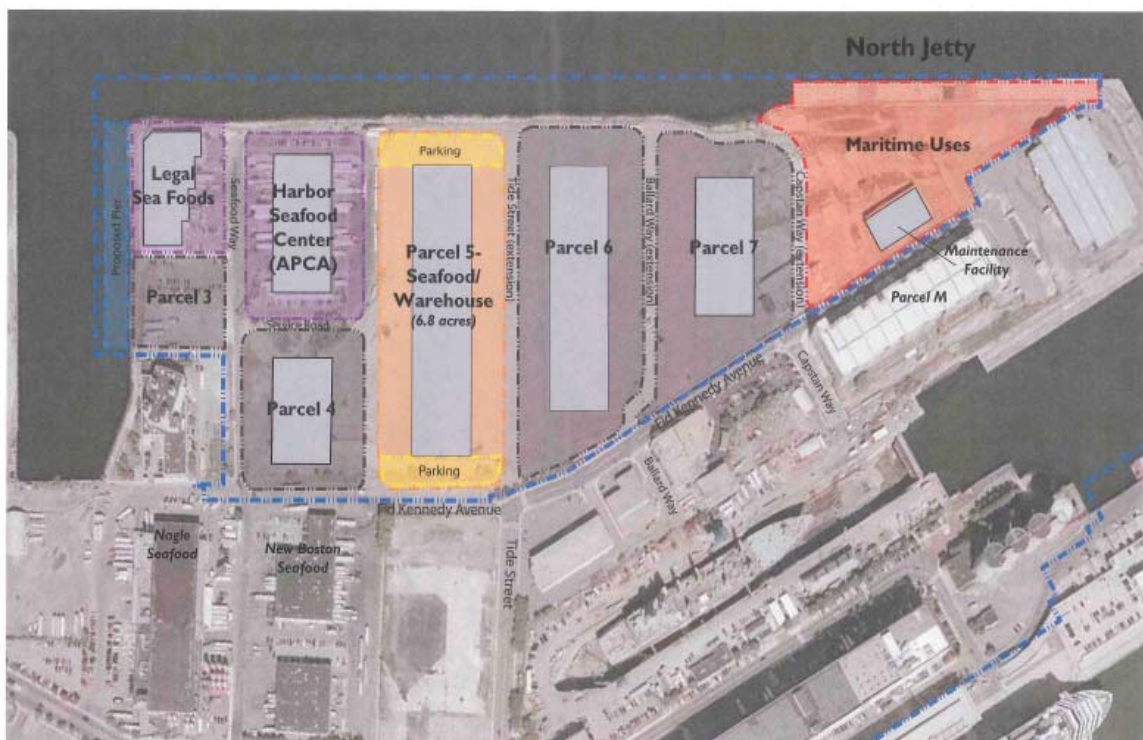 North Jetty
Maritime Uses
Maintenance
Facility
Parcel M
Legal
Sea Foods
Proposed Pier
Seafood Way
Harbor
Seafood
Center
(APCA)
Parking
Parcel 5-
Seafood/
Warehouse
(6.8 acres)
Parking
Tide Street (extension)
Parcel 6
Ballard Way (extension)
Parcel 7
Capstan Way (extension)
Parcel 3
Service Road
Parcel 4
Fid Kennedy Avenue
Capstan Way
Ballard Way
Fid Kennedy Avenue
Tide Street
Nagle
Seafood
New Boston
Seafood